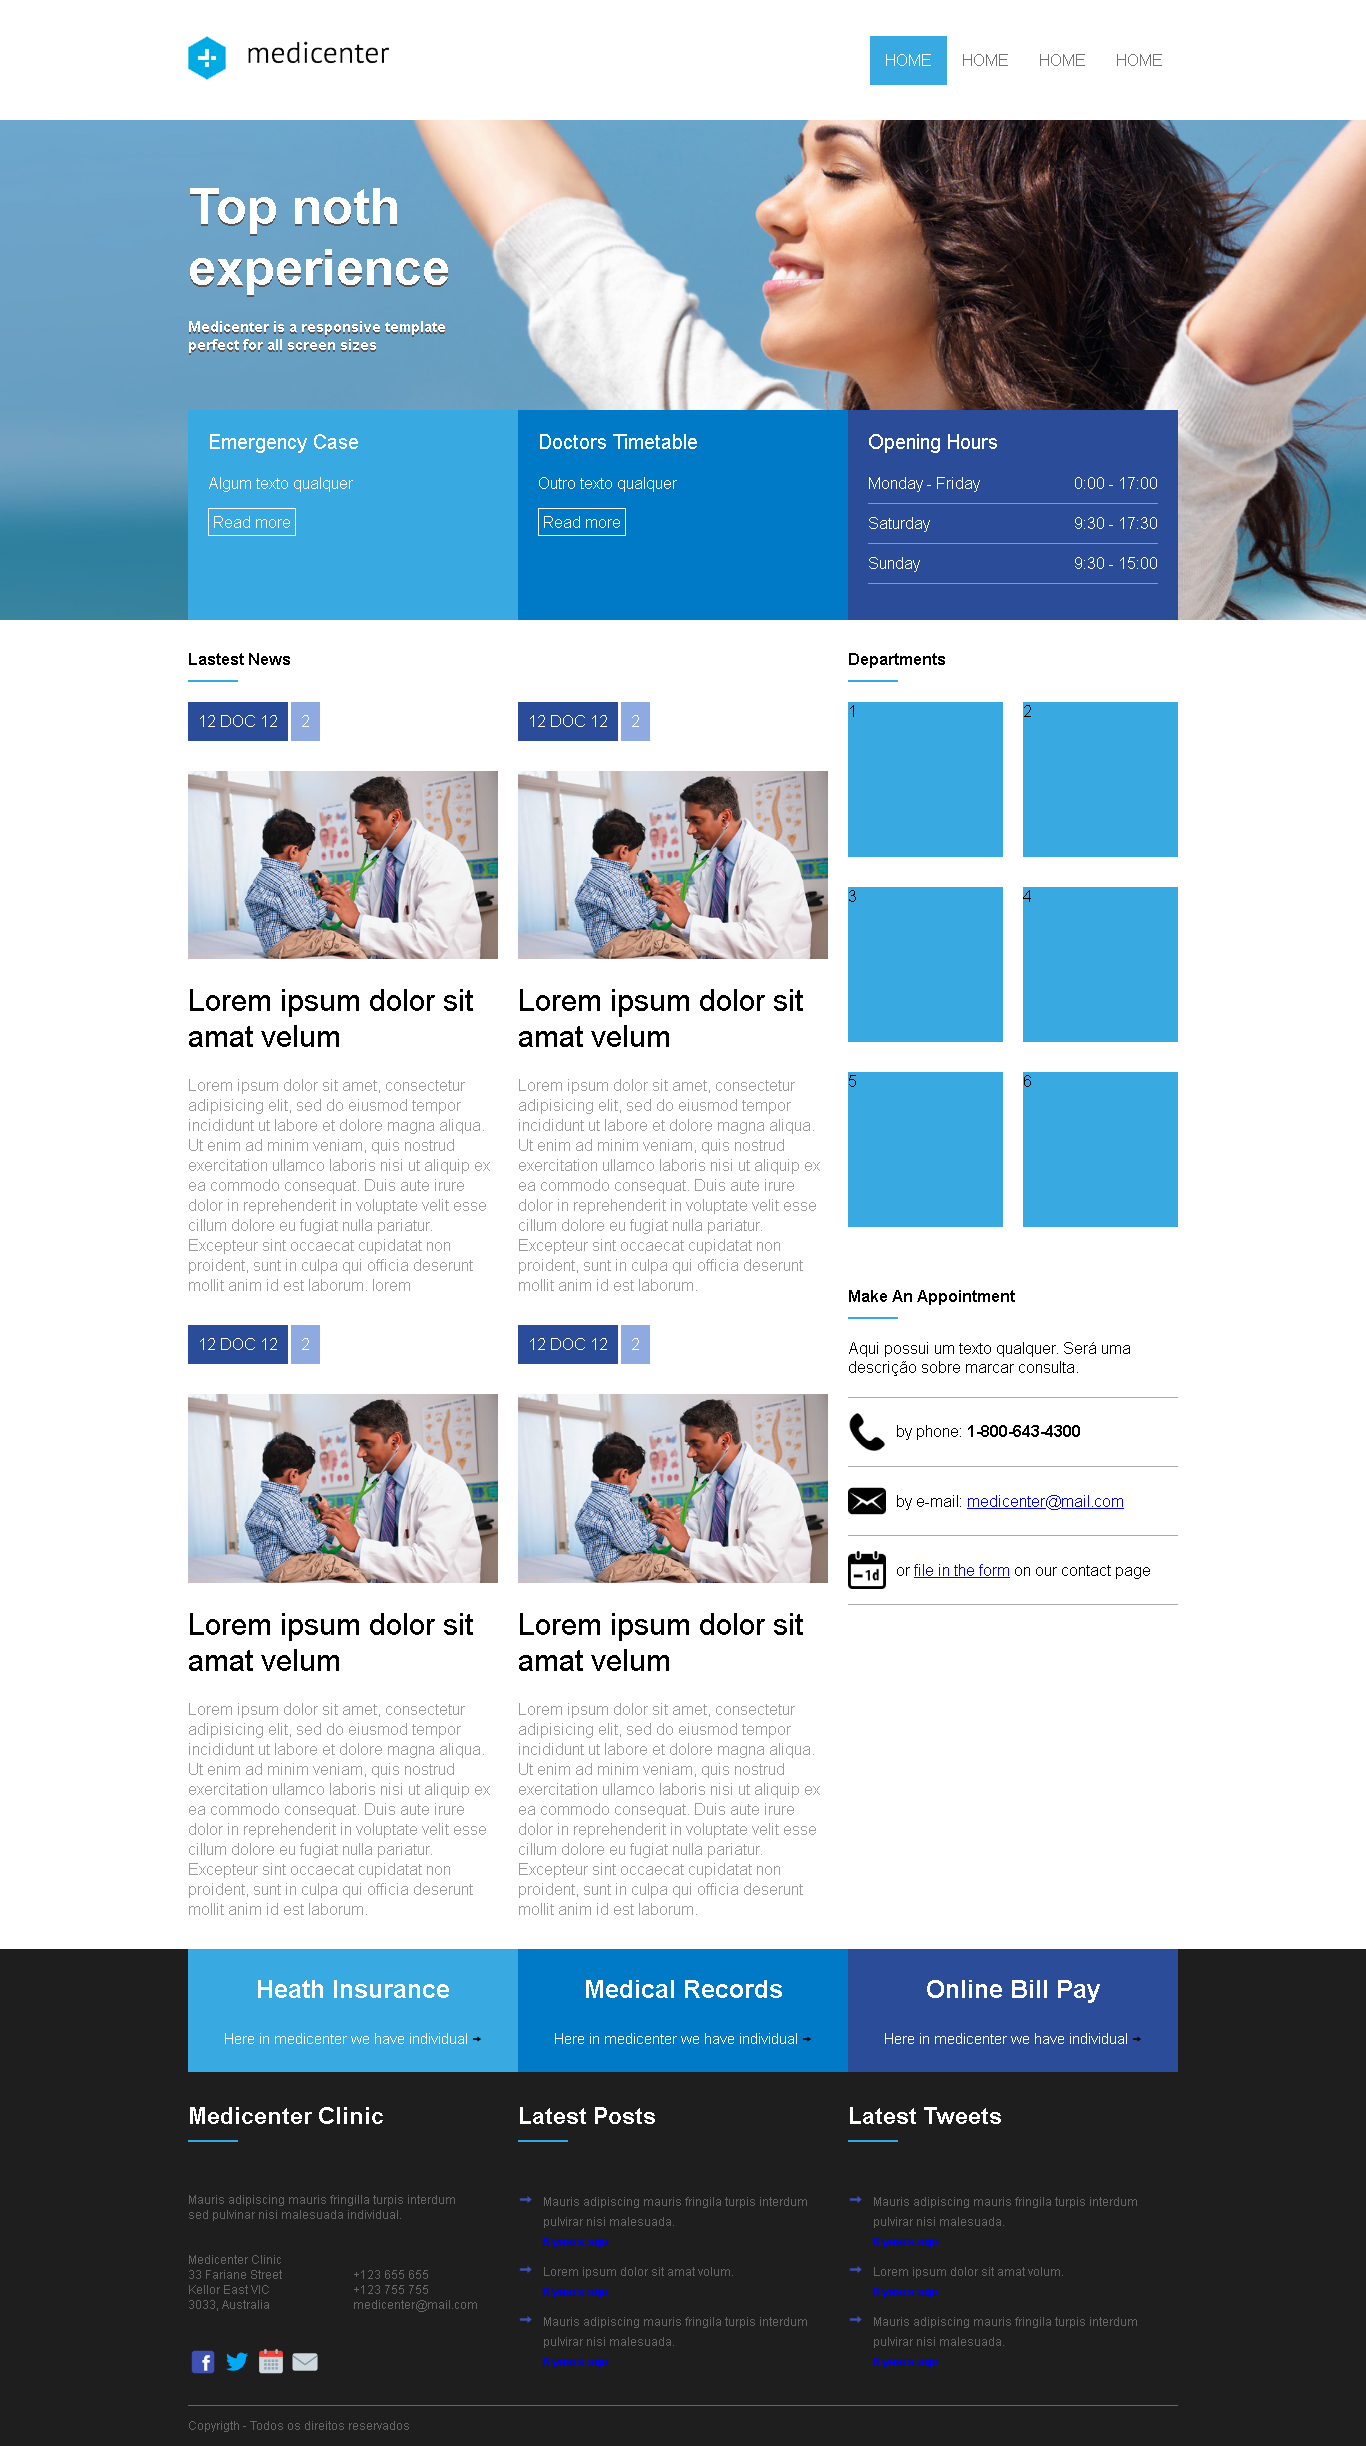 medicenter
HOME HOME HOME HOME
Top noth
experience
Medicenter is a responsive template
perfect for all screen sizes
Emergency Case
Algum texto qualquer
Read more
Doctors Timetable
Outro texto qualquer
Read more
Opening Hours
Monday - Friday 0:00 - 17:00
Saturday 9:30 - 17:30
Sunday 9:30 - 15:00
Lastest News
12 DOC 12 2
Lorem ipsum dolor sit
amat velum
Lorem ipsum dolor sit amet, consectetur
adipisicing elit, sed do eiusmod tempor
incididunt ut labore et dolore magna aliqua.
Ut enim ad minim veniam, quis nostrud
exercitation ullamco laboris nisi ut aliquip ex
ea commodo consequat. Duis aute irure
dolor in reprehenderit in voluptate velit esse
cillum dolore eu fugiat nulla pariatur.
Excepteur sint occaecat cupidatat non
proident, sunt in culpa qui officia deserunt
mollit anim id est laborum. lorem
12 DOC 12 2
Lorem ipsum dolor sit
amat velum
Lorem ipsum dolor sit amet, consectetur
adipisicing elit, sed do eiusmod tempor
incididunt ut labore et dolore magna aliqua.
Ut enim ad minim veniam, quis nostrud
exercitation ullamco laboris nisi ut aliquip ex
ea commodo consequat. Duis aute irure
dolor in reprehenderit in voluptate velit esse
cillum dolore eu fugiat nulla pariatur.
Excepteur sint occaecat cupidatat non
proident, sunt in culpa qui officia deserunt
mollit anim id est laborum.
12 DOC 12 2
Lorem ipsum dolor sit
amat velum
Lorem ipsum dolor sit amet, consectetur
adipisicing elit, sed do eiusmod tempor
incididunt ut labore et dolore magna aliqua.
Ut enim ad minim veniam, quis nostrud
exercitation ullamco laboris nisi ut aliquip ex
ea commodo consequat. Duis aute irure
dolor in reprehenderit in voluptate velit esse
cillum dolore eu fugiat nulla pariatur.
Excepteur sint occaecat cupidatat non
proident, sunt in culpa qui officia deserunt
mollit anim id est laborum.
12 DOC 12 2
Lorem ipsum dolor sit
amat velum
Lorem ipsum dolor sit amet, consectetur
adipisicing elit, sed do eiusmod tempor
incididunt ut labore et dolore magna aliqua.
Ut enim ad minim veniam, quis nostrud
exercitation ullamco laboris nisi ut aliquip ex
ea commodo consequat. Duis aute irure
dolor in reprehenderit in voluptate velit esse
cillum dolore eu fugiat nulla pariatur.
Excepteur sint occaecat cupidatat non
proident, sunt in culpa qui officia deserunt
mollit anim id est laborum.
Departments
1 2
3 4
5 6
Make An Appointment
Aqui possui um texto qualquer. Será uma
descrição sobre marcar consulta.
by phone: 1-800-643-4300
by e-mail: medicenter@mail.com
1d or file in the form on our contact page
Heath Insurance
Here in medicenter we have individual
Medical Records
Here in medicenter we have individual
Online Bill Pay
Here in medicenter we have individual
Medicenter Clinic
Mauris adipiscing mauris fringilla turpis interdum
sed pulvinar nisi malesuada individual.
Medicenter Clinic
33 Farlane Street +123 655 655
Kellor East VIC +123 755 755
3033, Australia medicenter@mail.com
Latest Posts
Mauris adipiscing mauris fringila turpis interdum
pulvirar nisi malesuada.
Lorem ipsum dolor sit amat volum.
Mauris adipiscing mauris fringila turpis interdum
pulvirar nisi malesuada.
Latest Tweets
Mauris adipiscing mauris fringila turpis interdum
pulvirar nisi malesuada.
Lorem ipsum dolor sit amat volum.
Mauris adipiscing mauris fringila turpis interdum
pulvirar nisi malesuada.
Copyrigth - Todos os direitos reservados